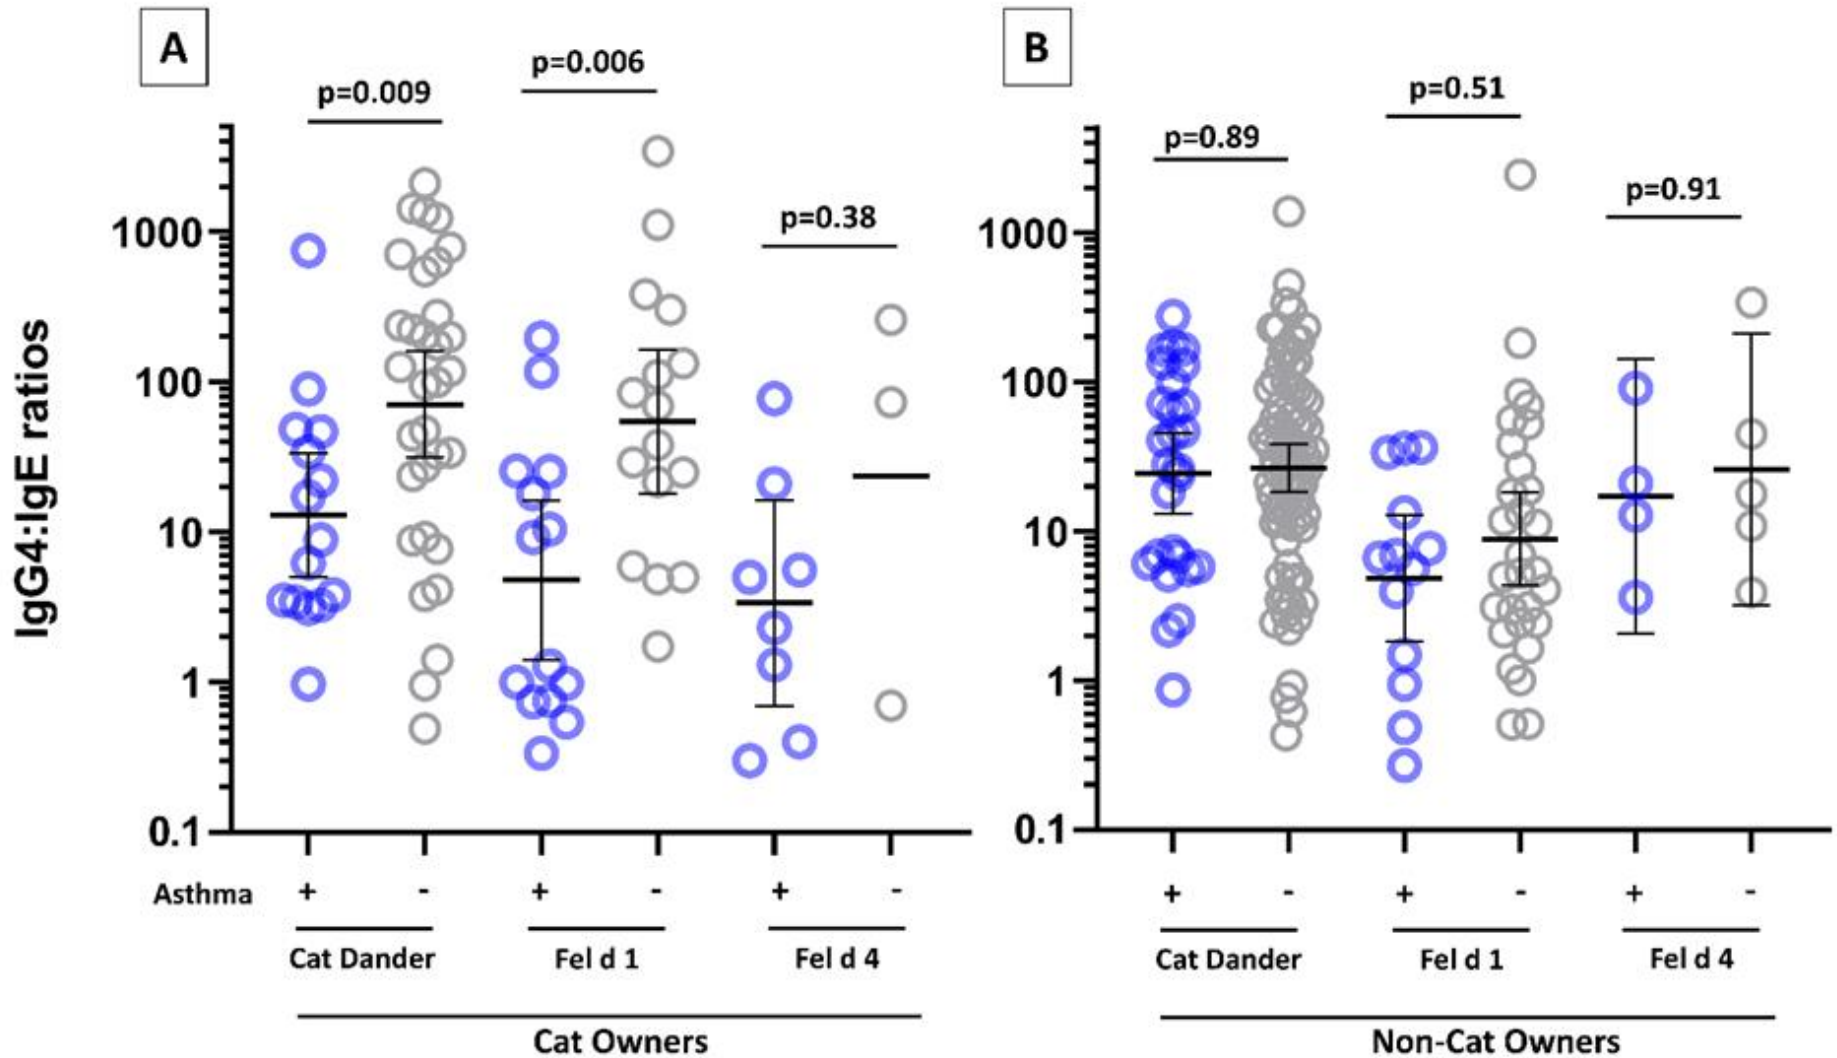 A
B
p=0.009
p=0.006
p=0.38
p=0.89
p=0.51
p=0.91
IgG4:IgE ratios
1000
100
10
1
0.1
1000
100
10
1
0.1
Asthma + - + - + -
+ - + - + -
Cat Dander Fel d 1 Fel d 4
Cat Dander Fel d 1 Fel d 4
Cat Owners
Non-Cat Owners